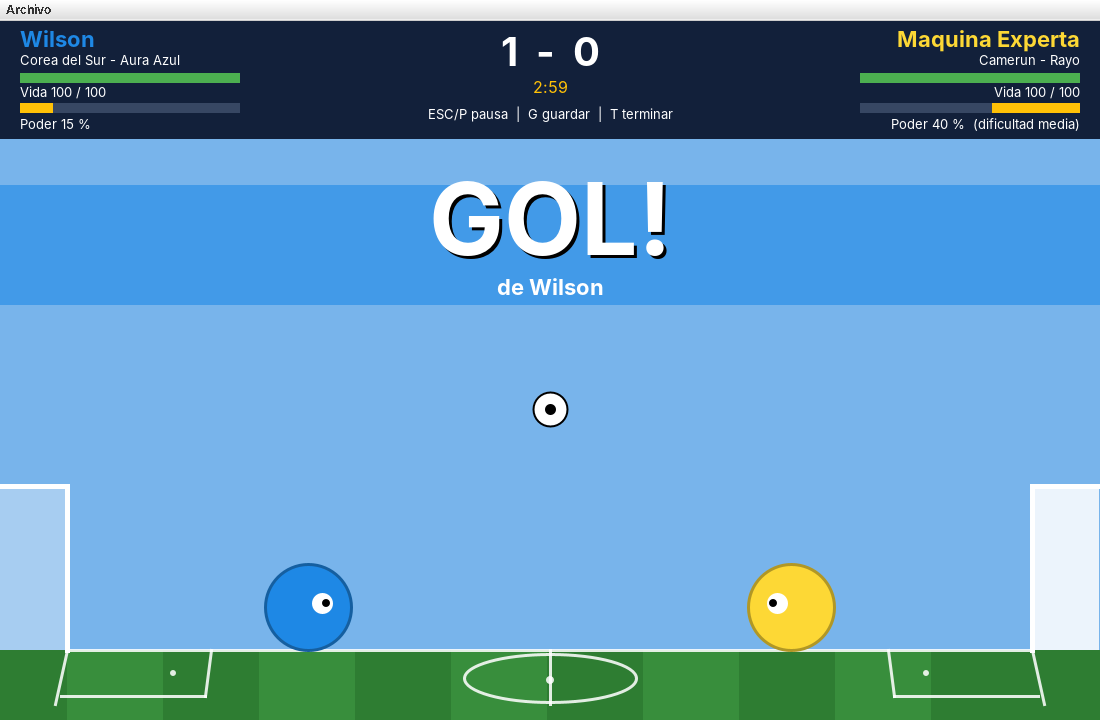 Archivo
Wilson
Corea del Sur - Aura Azul
Vida 100 / 100
Poder 15 %
1 - 0
2:59
ESC/P pausa | G guardar | T terminar
Maquina Experta
Camerun - Rayo
Vida 100 / 100
Poder 40 % (dificultad media)
GOL!
de Wilson